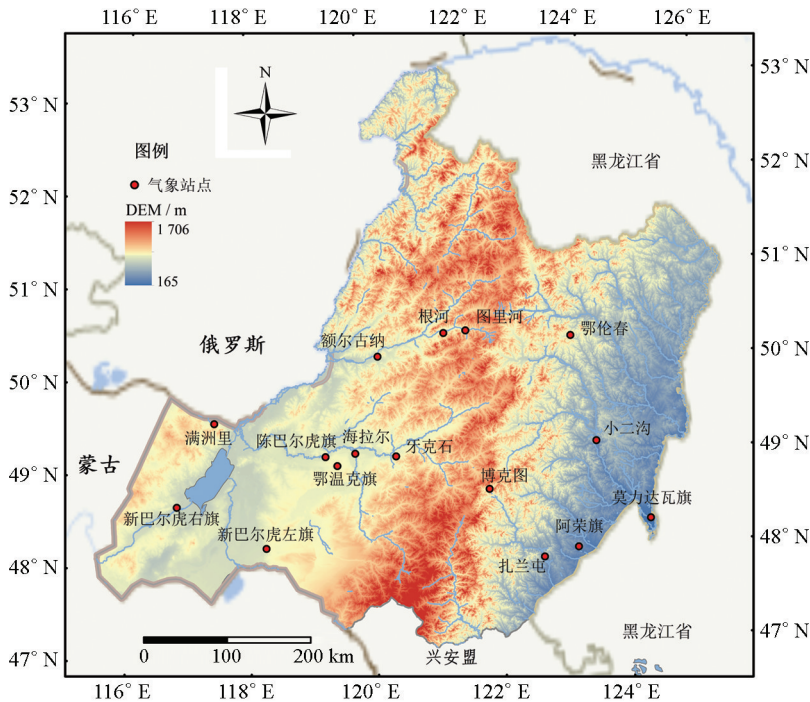 116° E 118° E 120° E 122° E 124° E 126° E
N
53° N
53° N
图例
黑龙江省
气象站点
52° N
52° N
DEM / m
1 706
165
51° N
51° N
根河
图里河
鄂伦春
额尔古纳
俄罗斯
50° N
50° N
满洲里
陈巴尔虎旗
海拉尔
牙克石
小二沟
蒙古
鄂温克旗
博克图
49° N
49° N
莫力达瓦旗
新巴尔虎右旗
新巴尔虎左旗
阿荣旗
扎兰屯
48° N
48° N
黑龙江省
兴安盟
0 100 200 km
47° N
47° N
116° E 118° E 120° E 122° E 124° E